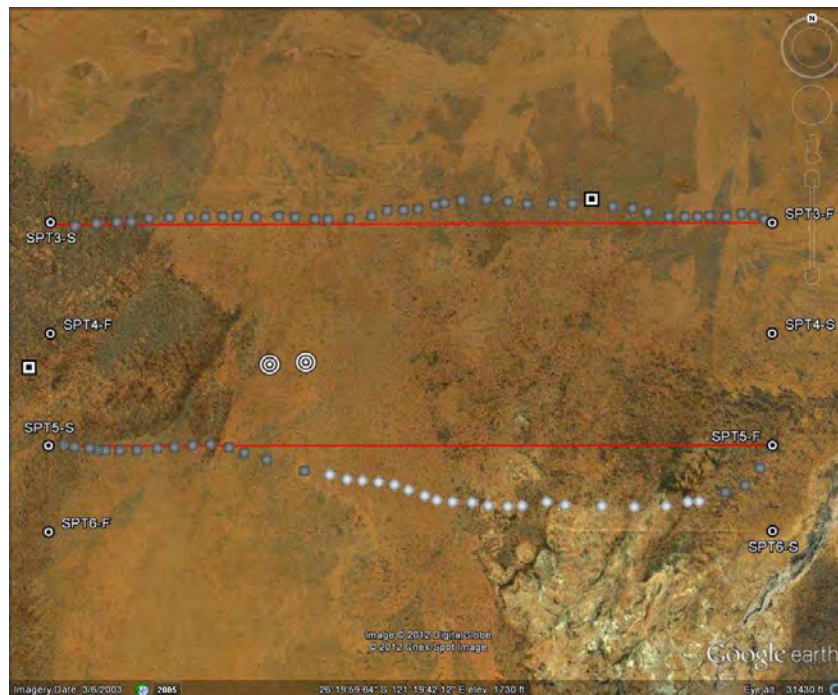 N
SPT3-S
SPT3-F
SPT4-F
SPT4-S
SPT5-S
SPT5-F
SPT6-F
SPT6-S
Image © 2012 DigitalGlobe
© 2012 Cnes/Spot Image
Google earth
Imagery Date: 3/6/2003 2005 -26°19'59.64" S 121°19'42.12" E elev 1730 ft Eye alt 31430 ft